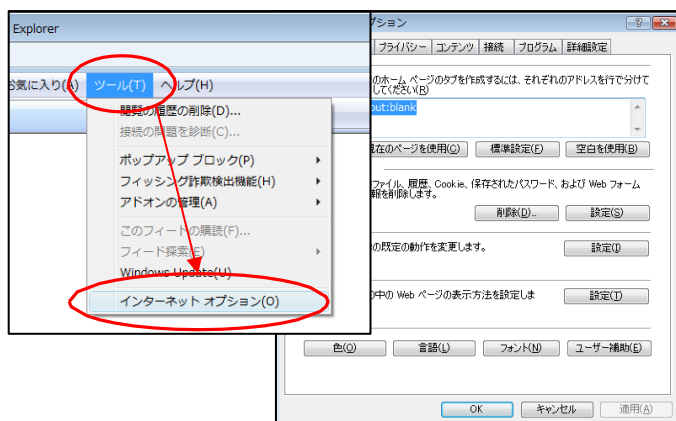 Explorer
お気に入り(A) ツール(T) ヘルプ(H)
閲覧の履歴の削除(D)...
接続の問題を診断(C)...
ポップアップ ブロック(P)
フィッシング詐欺検出機能(H)
アドオンの管理(A)
このフィードの購読(F)...
フィード探索(E)
Windows Update(U)
インターネット オプション(O)
プション
プライバシー コンテンツ 接続 プログラム 詳細設定
のホーム ページのタブを作成するには、それぞれのアドレスを行で分けて
してください(R)
out:blank
現在のページを使用(C) 標準設定(F) 空白を使用(B)
ファイル、履歴、Cookie、保存されたパスワード、および Web フォーム
報を削除します。
削除(D)... 設定(S)
の既定の動作を変更します。
設定(I)
の中の Web ページの表示方法を設定しま
設定(T)
色(O) 言語(L) フォント(N) ユーザー補助(E)
OK キャンセル 適用(A)